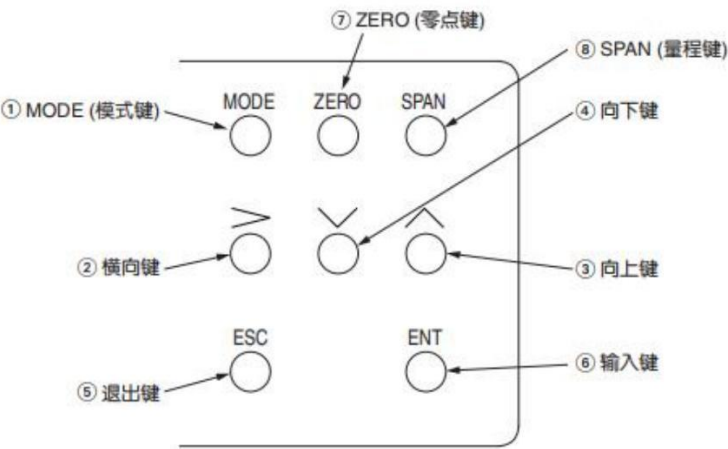 ⑦ ZERO (零点键)
⑧ SPAN (量程键)
① MODE (模式键)
MODE ZERO SPAN
④ 向下键
② 横向键
③ 向上键
ESC ENT
⑤ 退出键
⑥ 输入键